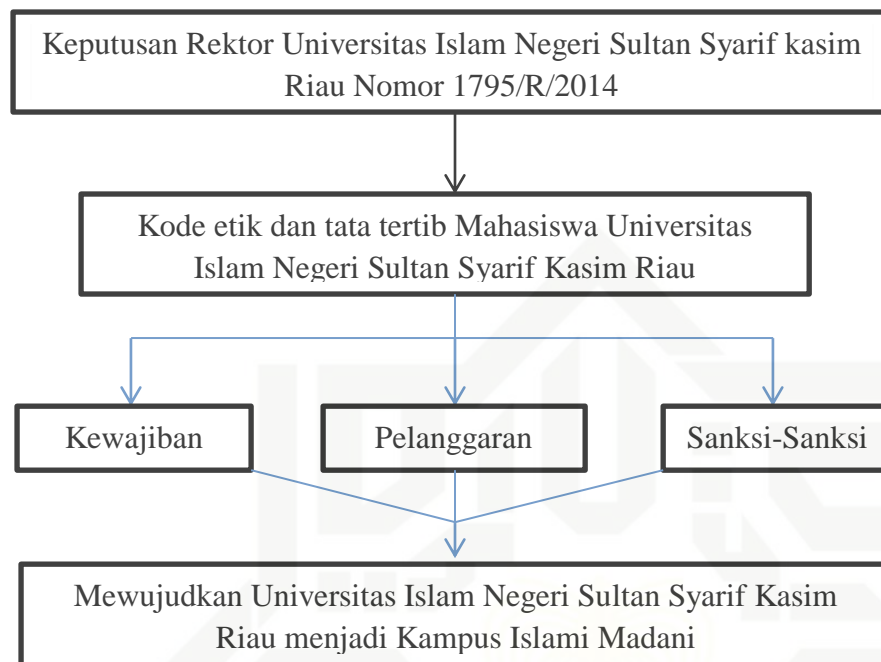 Keputusan Rektor Universitas Islam Negeri Sultan Syarif kasim
Riau Nomor 1795/R/2014
Kode etik dan tata tertib Mahasiswa Universitas
Islam Negeri Sultan Syarif Kasim Riau
Kewajiban
Pelanggaran
Sanksi-Sanksi
Mewujudkan Universitas Islam Negeri Sultan Syarif Kasim
Riau menjadi Kampus Islami Madani